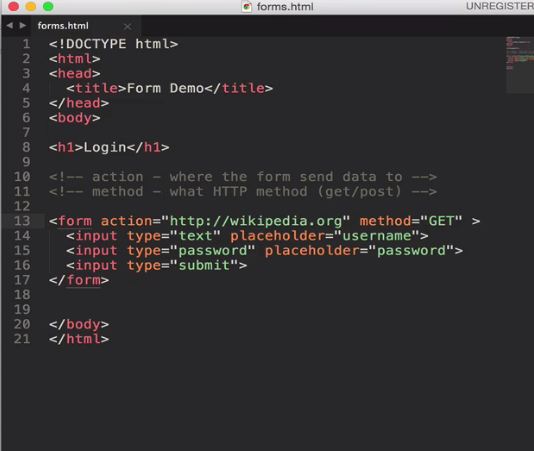 forms.html
UNREGISTER
forms.html
1 <!DOCTYPE html>
2 <html>
3 <head>
4   <title>Form Demo</title>
5 </head>
6 <body>
7
8 <h1>Login</h1>
9
10 <!-- action - where the form send data to -->
11 <!-- method - what HTTP method (get/post) -->
12
13 <form action="http://wikipedia.org" method="GET" >
14   <input type="text" placeholder="username">
15   <input type="password" placeholder="password">
16   <input type="submit">
17 </form>
18
19
20 </body>
21 </html>